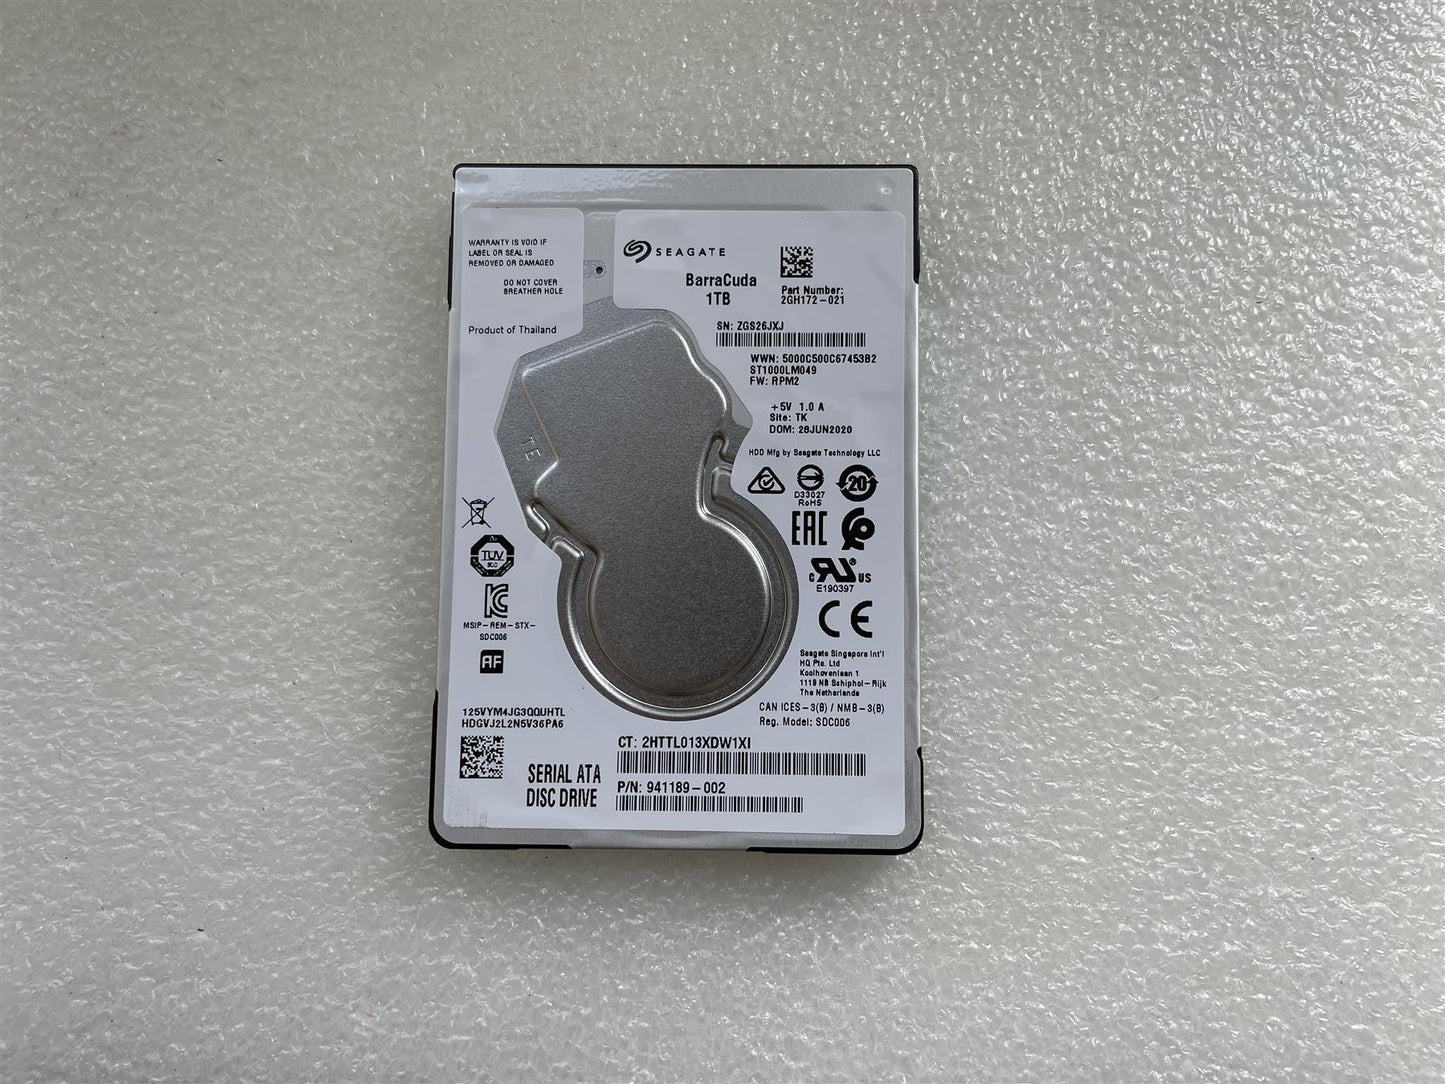 WARRANTY IS VOID IF
LABEL OR SEAL IS
REMOVED OR DAMAGED
DO NOT COVER
BREATHER HOLE
Product of Thailand
SEAGATE
BarraCuda
1TB
Part Number:
2GH172-021
SN: ZGS26JXJ
WWN: 5000C500C67453B2
ST1000LM049
FW: RPM2
+5V 1.0 A
Site: TK
DOM: 28JUN2020
HDD Mfg by Seagate Technology LLC
D33027
RoHS
20
EAC
c RU US
E190397
CE
Seagate Singapore Int'l
HQ Pte. Ltd
Koolhovenlaan 1
1119 NB Schiphol-Rijk
The Netherlands
CAN ICES-3(B) / NMB-3(B)
Reg. Model: SDC006
TE
TUV
MSIP-REM-STX-
SDC006
AF
125VYM4JG3QQUHTL
HDGVJ2L2N5V36PA6
SERIAL ATA
DISC DRIVE
CT: 2HTTL013XDW1XI
P/N: 941189-002